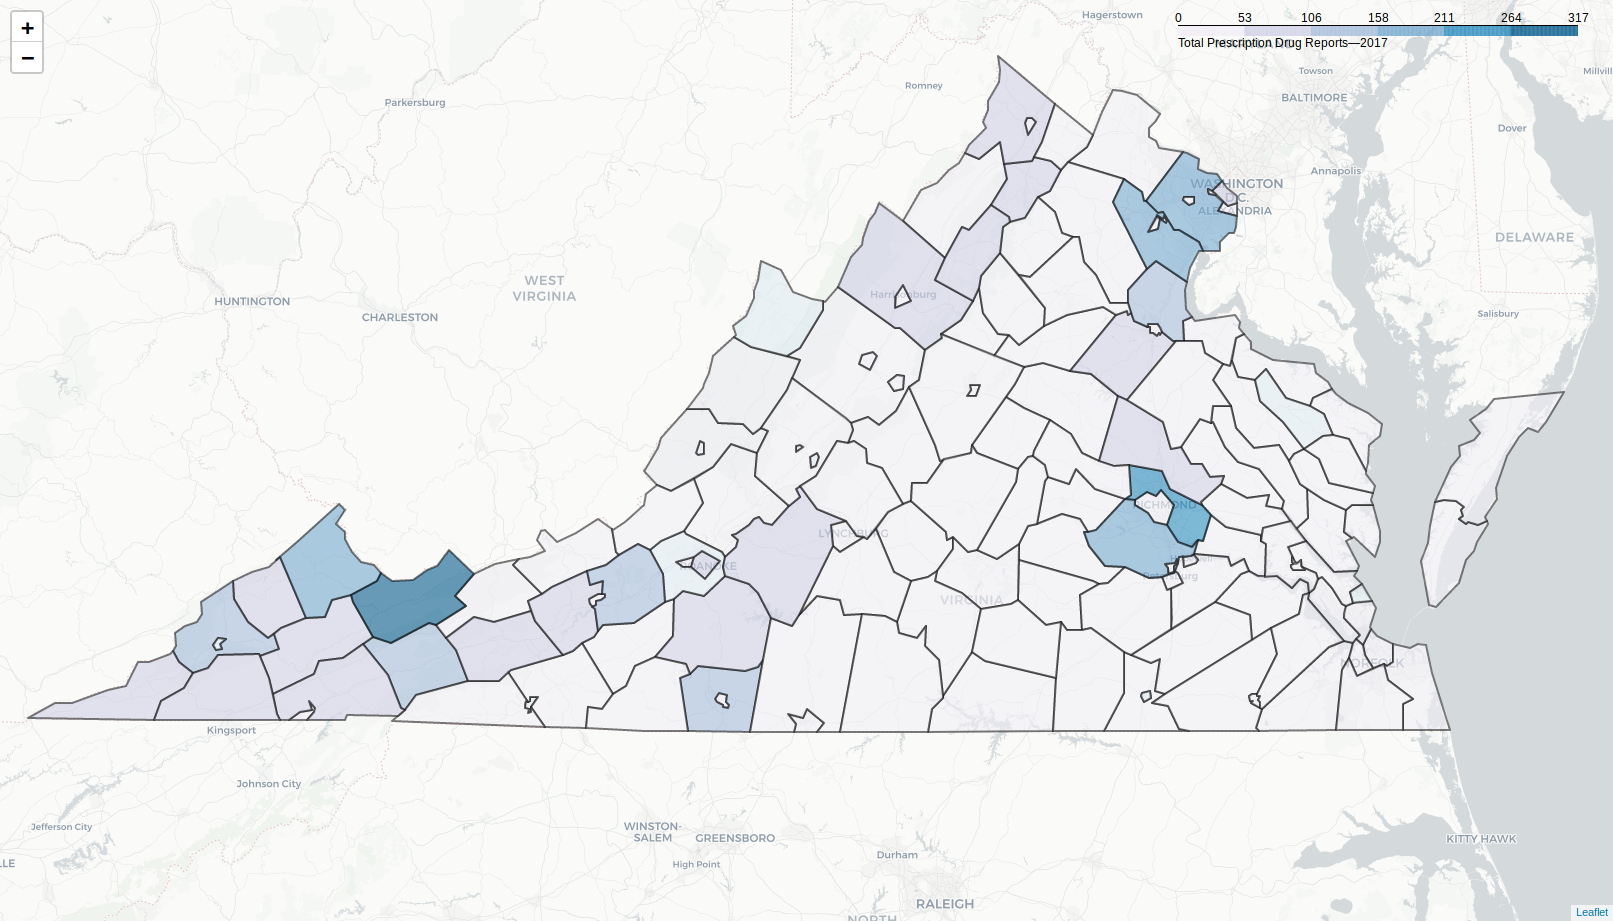 +
−
Hagerstown
0 53 106 158 211 264 317
Total Prescription Drug Reports—2017
Towson
Millvill
Romney
BALTIMORE
Parkersburg
Dover
Annapolis
WASHINGTON
D.C.
ALEXANDRIA
DELAWARE
WEST
VIRGINIA
Harrisonburg
HUNTINGTON
CHARLESTON
Salisbury
RICHMOND
LYNCHBURG
ROANOKE
Petersburg
VIRGINIA
NORFOLK
Kingsport
Johnson City
Jefferson City
WINSTON-
SALEM
GREENSBORO
KITTY HAWK
High Point
Durham
LLE
RALEIGH
NORTH
Leaflet